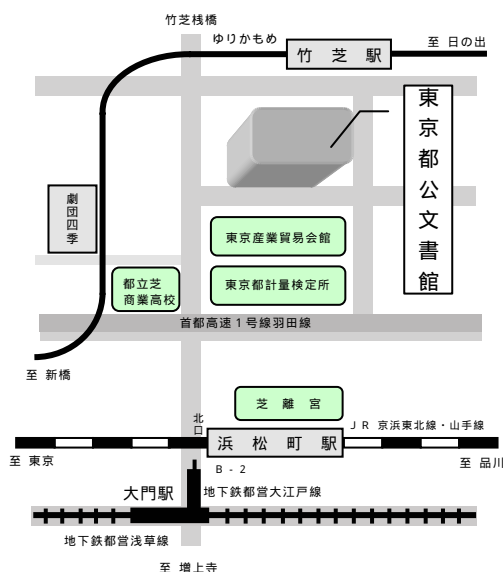 竹芝桟橋
ゆりかもめ
竹芝駅
至 日の出
東京都公文書館
劇団四季
東京産業貿易会館
都立芝
商業高校
東京都計量検定所
首都高速１号線羽田線
至 新橋
芝離宮
北口
ＪＲ 京浜東北線・山手線
浜松町駅
至 東京
至 品川
Ｂ-２
大門駅
地下鉄都営大江戸線
地下鉄都営浅草線
至 増上寺